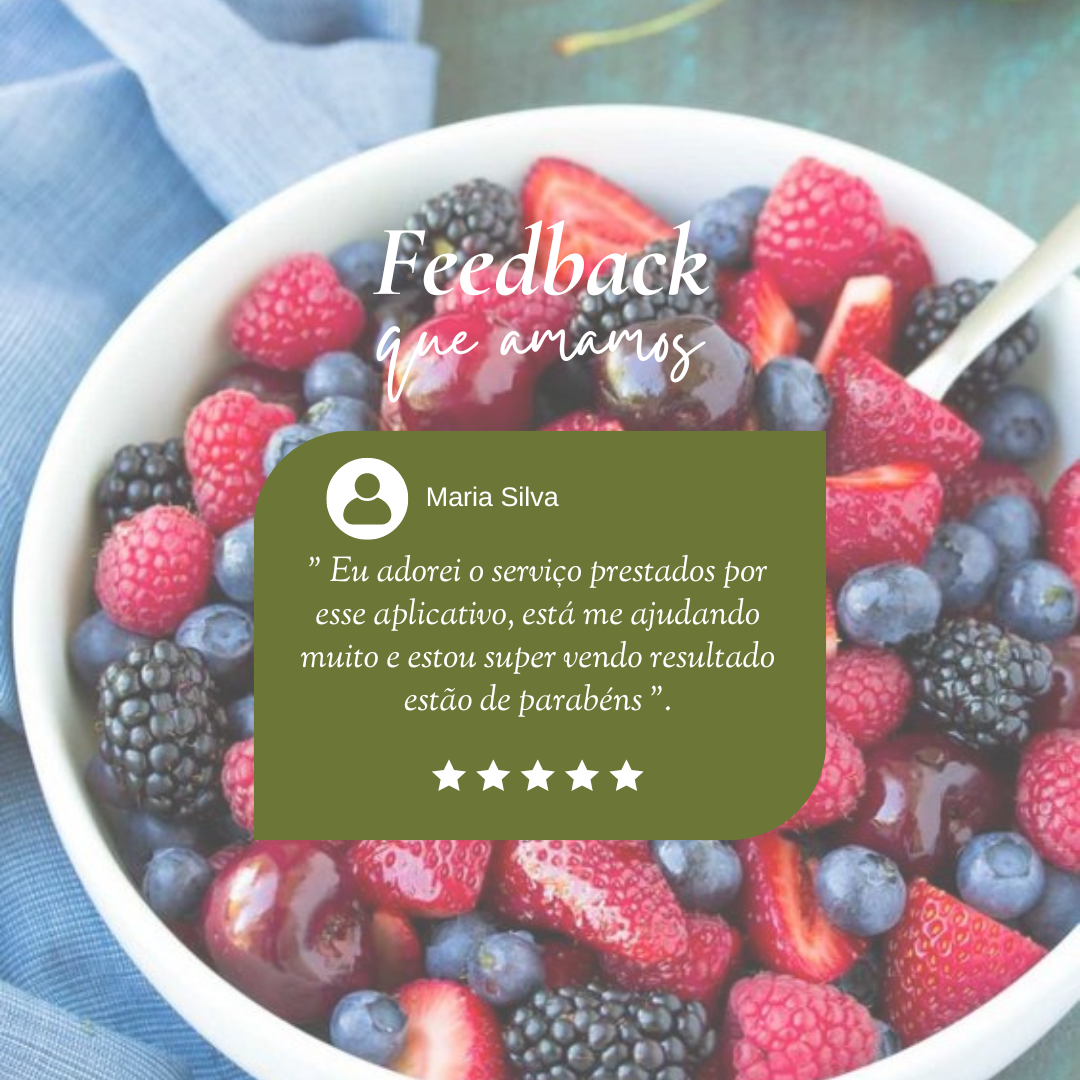 Feedback
que amamos
Maria Silva
” Eu adorei o serviço prestados por
esse aplicativo, está me ajudando
muito e estou super vendo resultado
estão de parabéns ”.